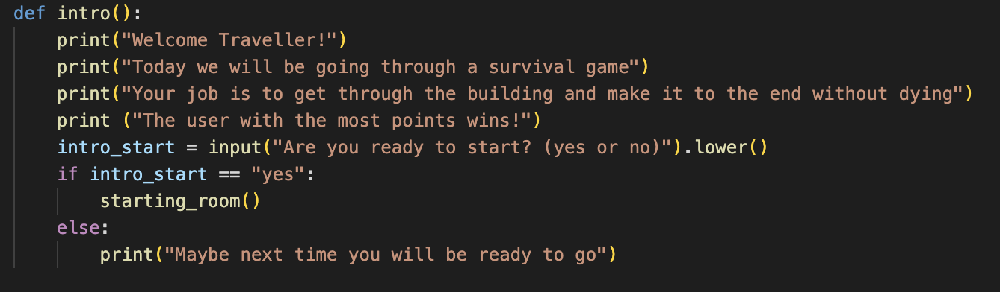 def intro():
    print("Welcome Traveller!")
    print("Today we will be going through a survival game")
    print("Your job is to get through the building and make it to the end without dying")
    print ("The user with the most points wins!")
    intro_start = input("Are you ready to start? (yes or no)").lower()
    if intro_start == "yes":
        starting_room()
    else:
        print("Maybe next time you will be ready to go")